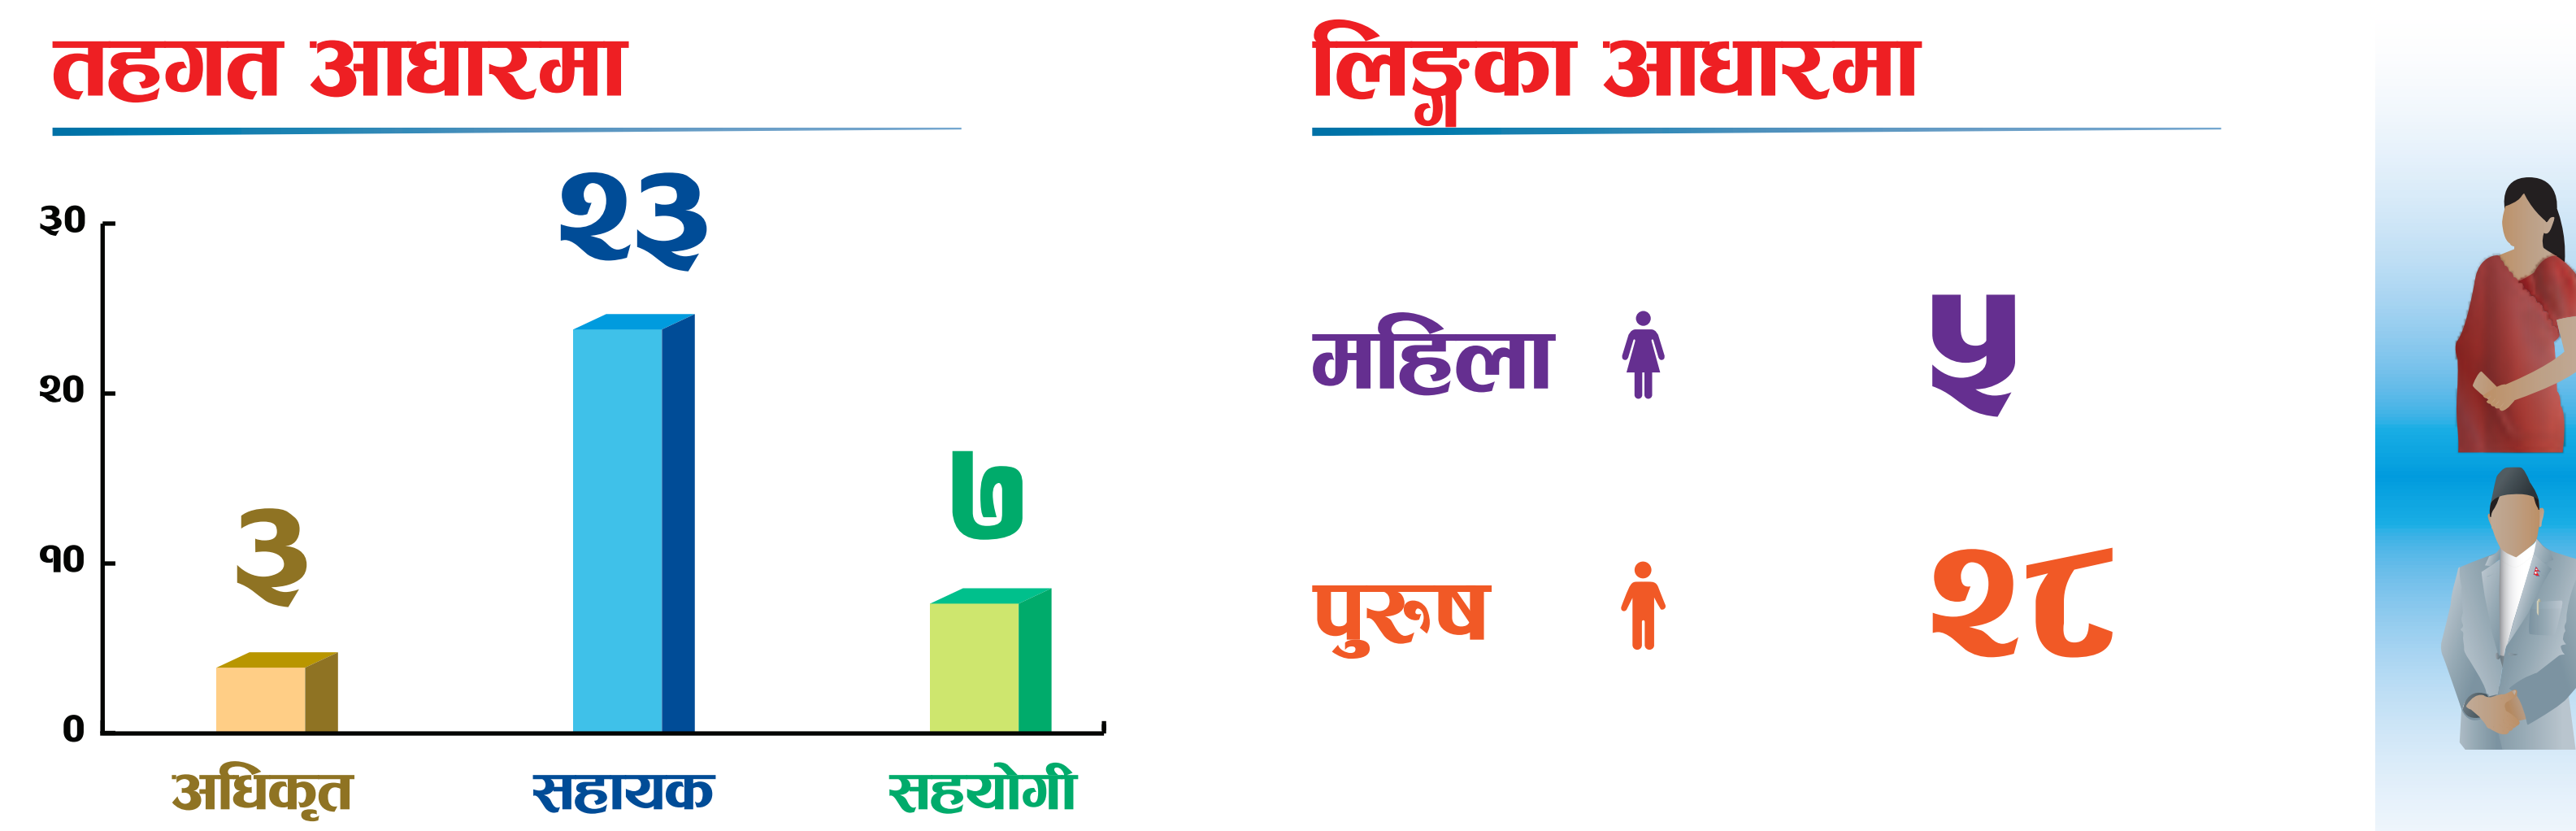 तहगत आधारमा
३०
२०
१०
०
३
२३
७
अधिकृत
सहायक
सहयोगी
लिङ्गका आधारमा
महिला
५
पुरुष
२८